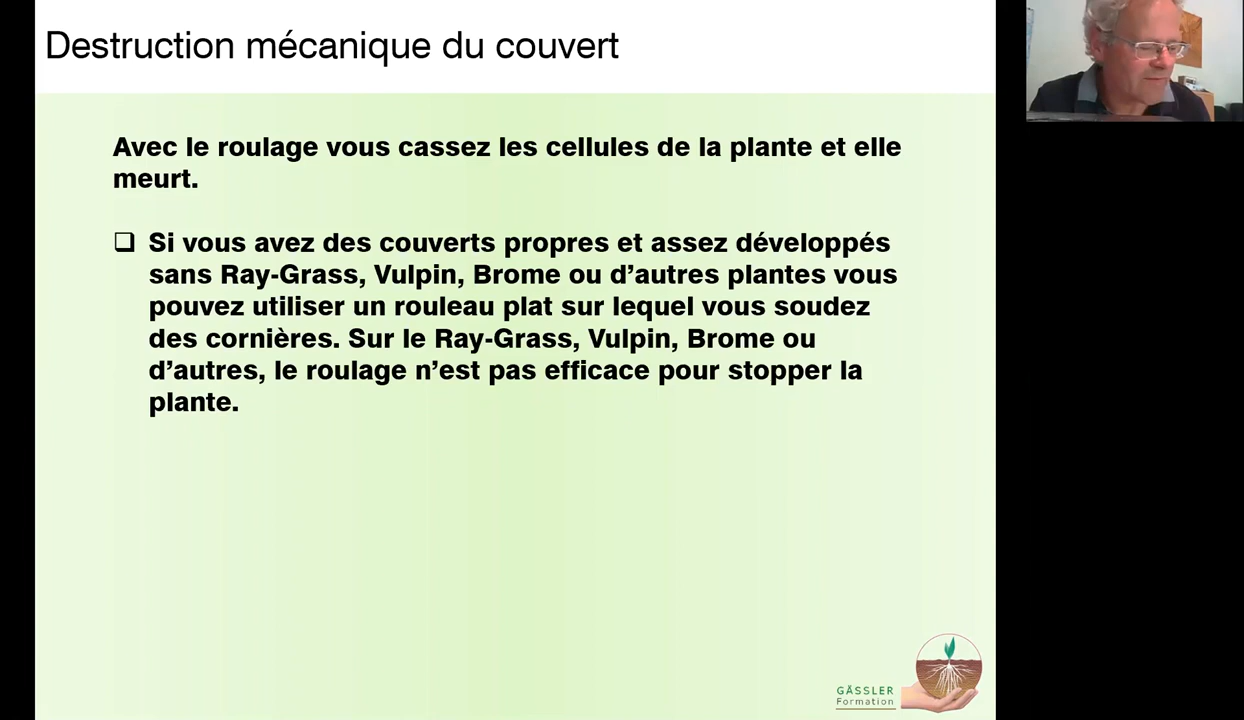 Destruction mécanique du couvert
Avec le roulage vous cassez les cellules de la plante et elle
meurt.
❑ Si vous avez des couverts propres et assez développés
sans Ray-Grass, Vulpin, Brome ou d’autres plantes vous
pouvez utiliser un rouleau plat sur lequel vous soudez
des cornières. Sur le Ray-Grass, Vulpin, Brome ou
d’autres, le roulage n’est pas efficace pour stopper la
plante.
GÄSSLER
Formation